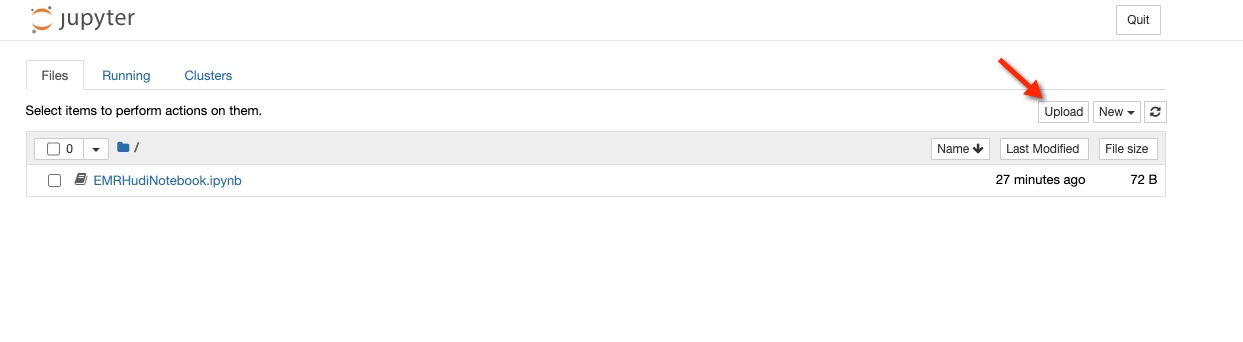 jupyter
Quit
Files Running Clusters
Select items to perform actions on them.
Upload New
0 / Name Last Modified File size
EMRHudiNotebook.ipynb 27 minutes ago 72 B